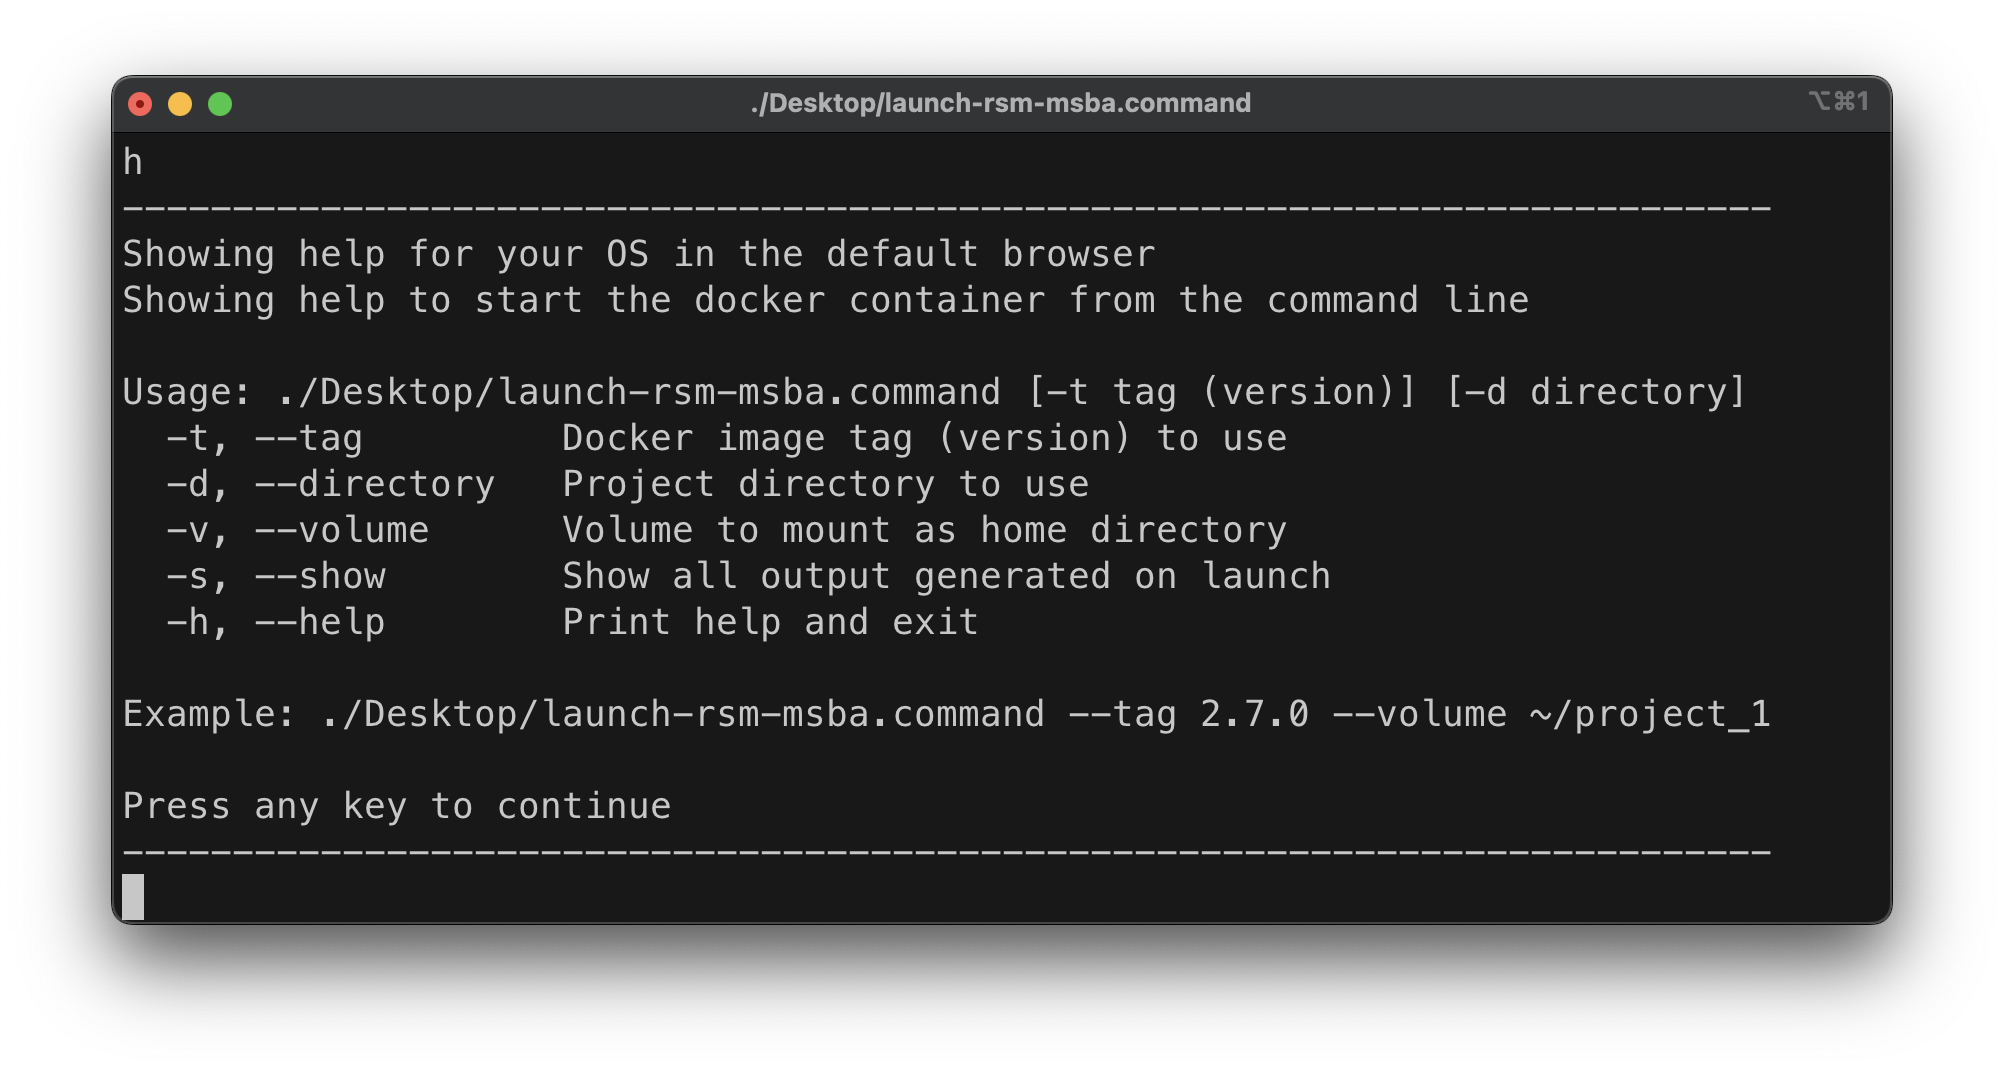 ./Desktop/launch-rsm-msba.command
⌥⌘1
h
---------------------------------------------------------------------------
Showing help for your OS in the default browser
Showing help to start the docker container from the command line
Usage: ./Desktop/launch-rsm-msba.command [-t tag (version)] [-d directory]
  -t, --tag         Docker image tag (version) to use
  -d, --directory   Project directory to use
  -v, --volume      Volume to mount as home directory
  -s, --show        Show all output generated on launch
  -h, --help        Print help and exit
Example: ./Desktop/launch-rsm-msba.command --tag 2.7.0 --volume ~/project_1
Press any key to continue
---------------------------------------------------------------------------